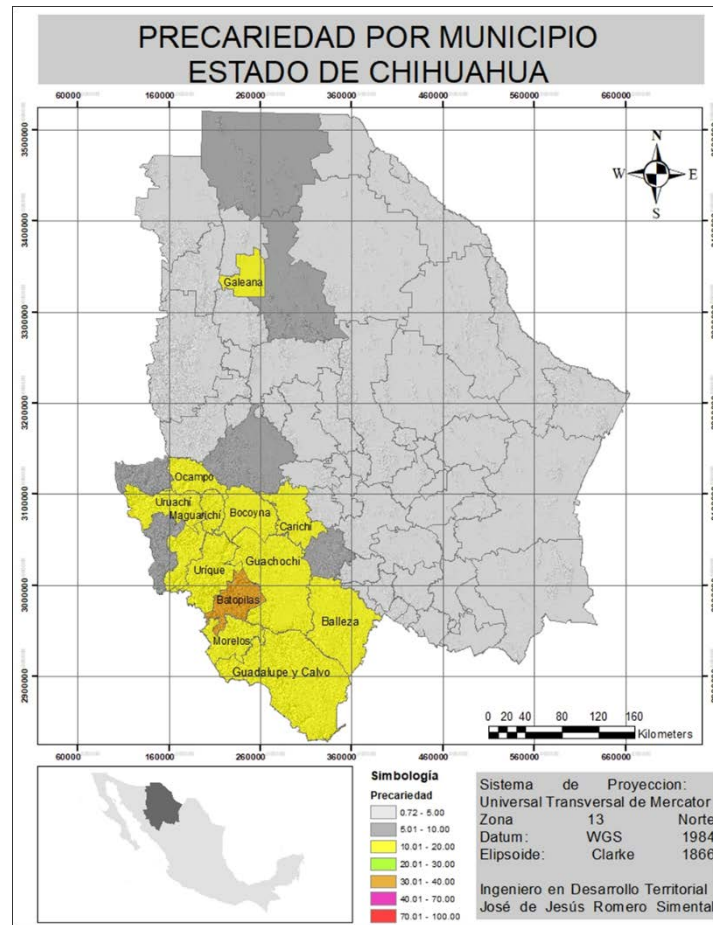 PRECARIEDAD POR MUNICIPIO
ESTADO DE CHIHUAHUA
60000 160000 260000 360000 460000 560000 660000
3500000
3400000
3300000
3200000
3100000
3000000
2900000
N
W E
S
Galeana
Ocampo
Uruachí
Maguarichí
Bocoyna
Carichí
Guachochi
Urique
Batopilas
Balleza
Morelos
Guadalupe y Calvo
0 20 40 80 120 160
Kilometers
60000 160000 260000 360000 460000 560000 660000
Simbología
Precariedad
0.72 - 5.00
5.01 - 10.00
10.01 - 20.00
20.01 - 30.00
30.01 - 40.00
40.01 - 70.00
70.01 - 100.00
Sistema de Proyeccion:
Universal Transversal de Mercator
Zona 13 Norte
Datum: WGS 1984
Elipsoide: Clarke 1866
Ingeniero en Desarrollo Territorial
José de Jesús Romero Simental